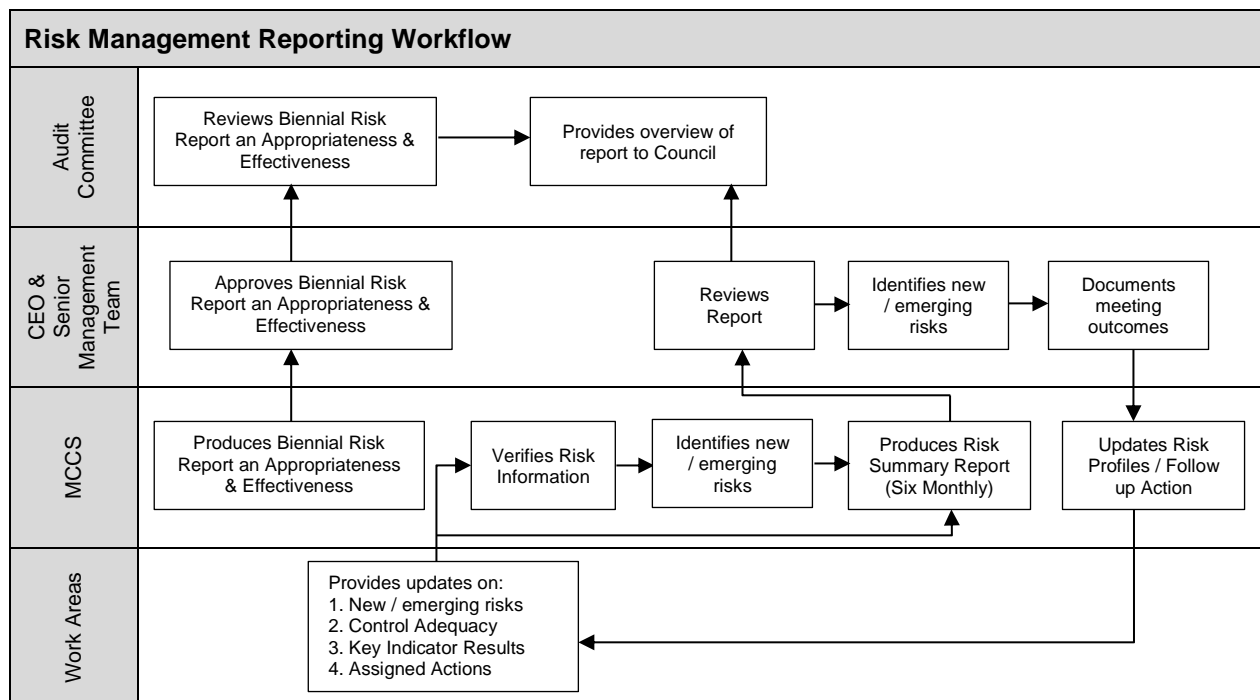 Risk Management Reporting Workflow
Audit
Committee
Reviews Biennial Risk
Report an Appropriateness &
Effectiveness
Provides overview of
report to Council
CEO &
Senior
Management
Team
Approves Biennial Risk
Report an Appropriateness &
Effectiveness
Reviews
Report
Identifies new
/ emerging
risks
Documents
meeting
outcomes
MCCS
Produces Biennial Risk
Report an Appropriateness
& Effectiveness
Verifies Risk
Information
Identifies new
/ emerging
risks
Produces Risk
Summary Report
(Six Monthly)
Updates Risk
Profiles / Follow
up Action
Work Areas
Provides updates on:
1. New / emerging risks
2. Control Adequacy
3. Key Indicator Results
4. Assigned Actions